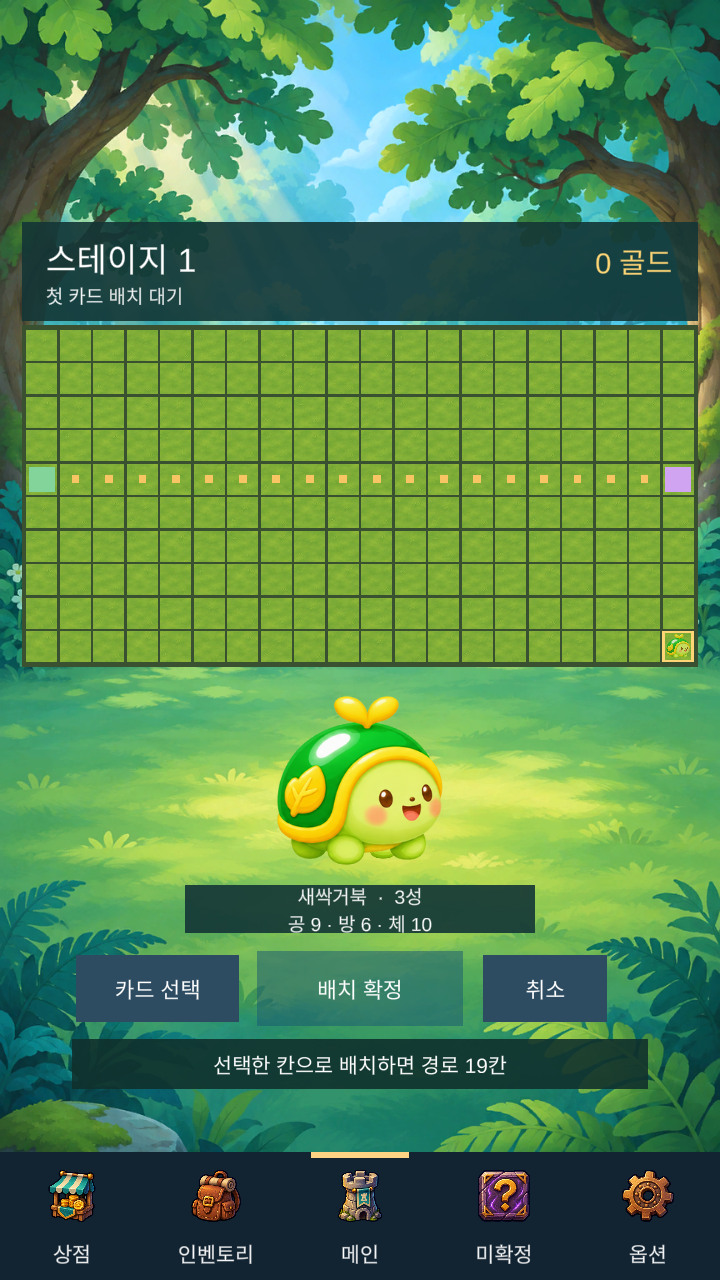 스테이지 1
0 골드
첫 카드 배치 대기
새싹거북 · 3성
공 9 · 방 6 · 체 10
카드 선택
배치 확정
취소
선택한 칸으로 배치하면 경로 19칸
상점
인벤토리
메인
미확정
옵션